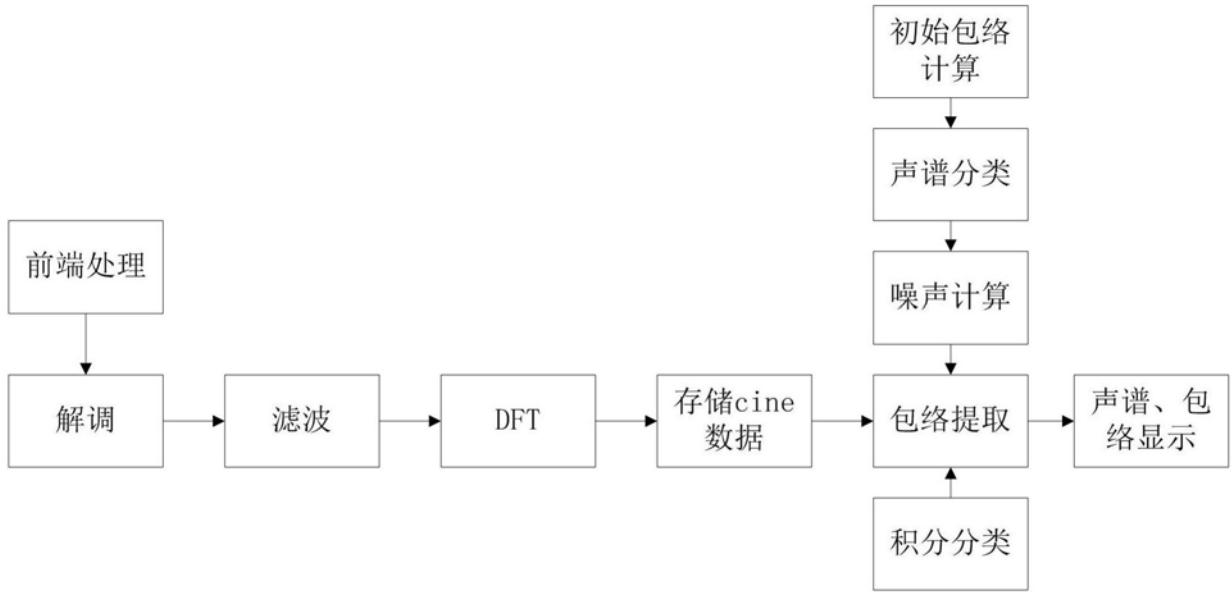 初始包络
计算
声谱分类
前端处理
噪声计算
解调
滤波
DFT
存储cine
数据
包络提取
声谱、包
络显示
积分分类